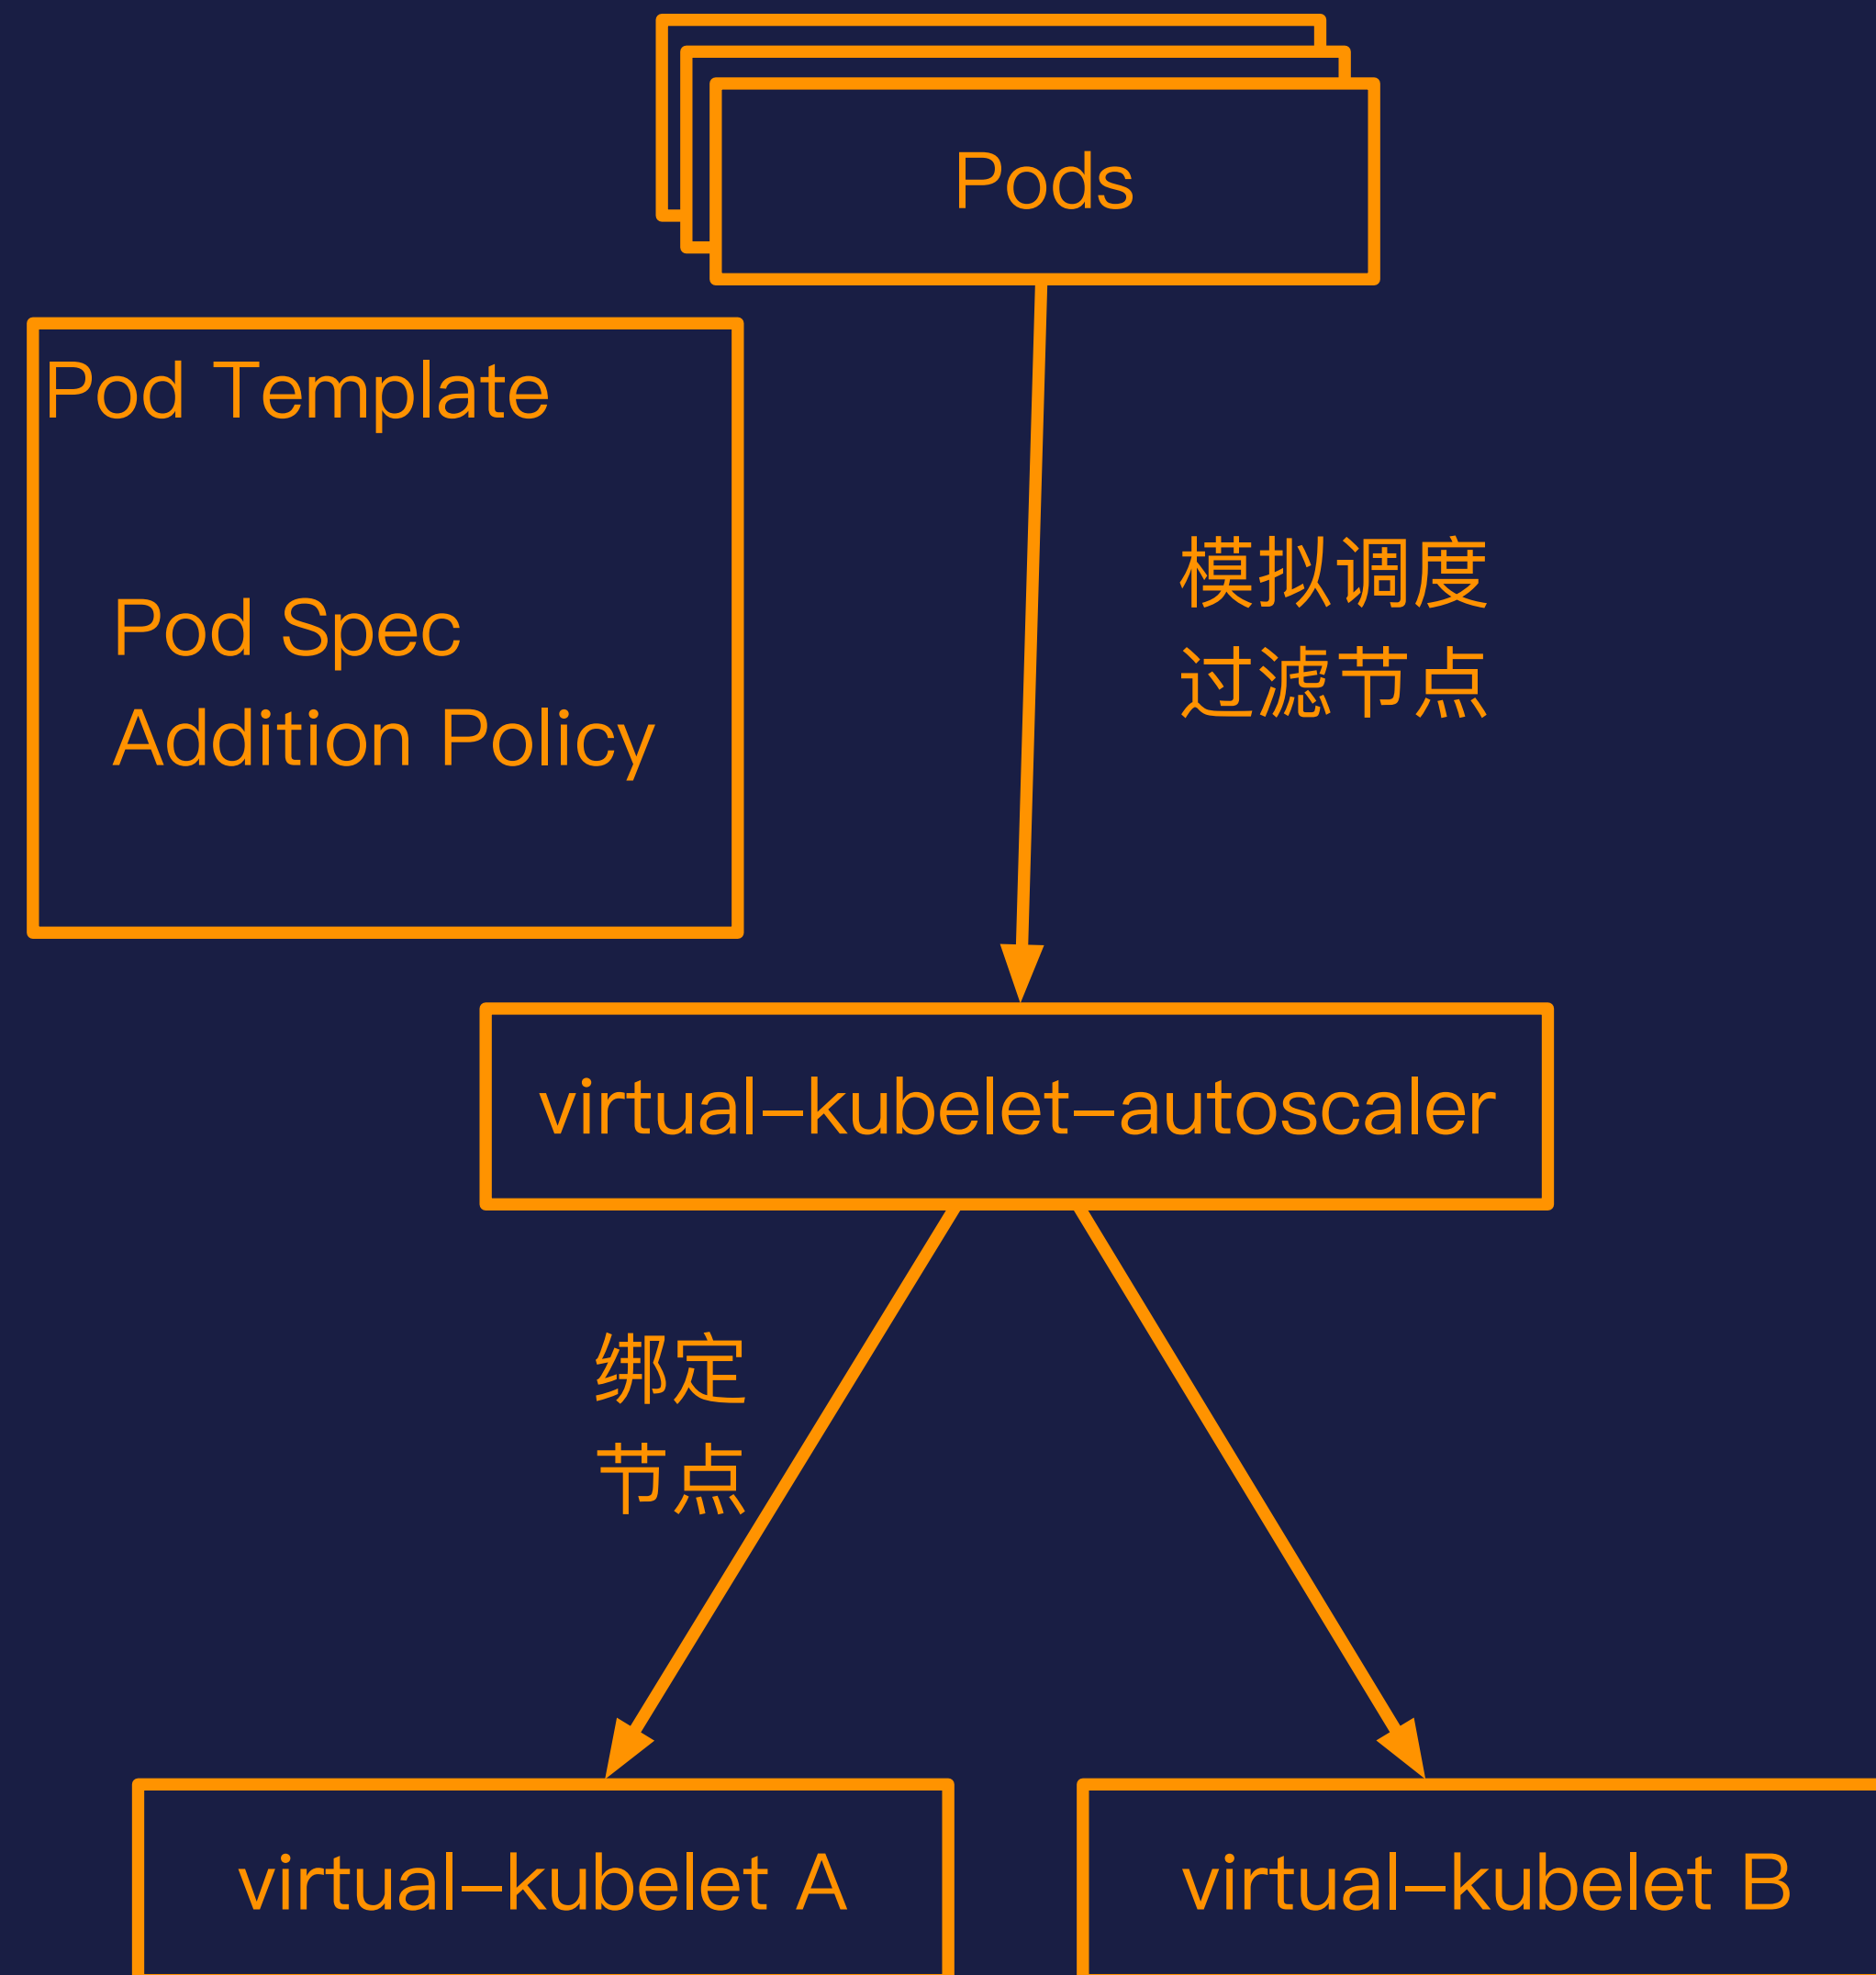 Pods
Pod Template
Pod Spec
Addition Policy
模拟调度
过滤节点
virtual-kubelet-autoscaler
绑定
节点
virtual-kubelet A
virtual-kubelet B